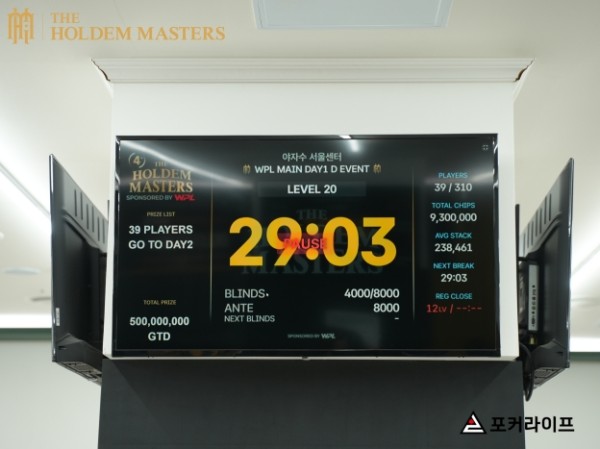 THE
HOLDEM MASTERS
4
THE
HOLDEM
MASTERS
SPONSORED BY WPL
PRIZE LIST
39 PLAYERS
GO TO DAY2
TOTAL PRIZE
500,000,000
GTD
야자수 서울센터
WPL MAIN DAY1 D EVENT
LEVEL 20
THE
29:03
PAUSE
MASTERS
BLINDS 4000/8000
ANTE 8000
NEXT BLINDS -
SPONSORED BY WPL
PLAYERS
39 / 310
TOTAL CHIPS
9,300,000
AVG STACK
238,461
NEXT BREAK
29:03
REG CLOSE
12LV / --:--
포커라이프